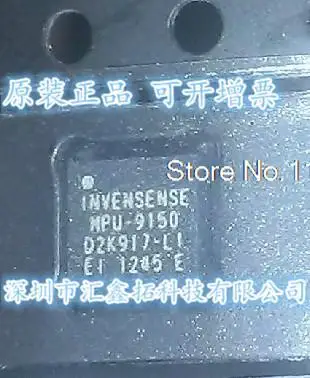 原装正品 可开增票
Store No.1
INVENSENSE
MPU-9150
D2K917-L1
EI 1245 E
深圳市汇鑫拓科技有限公司